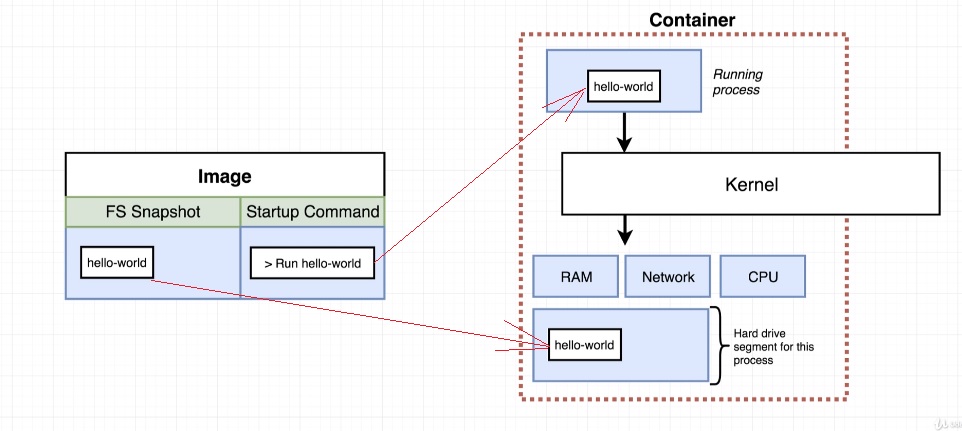 Container
hello-world
Running
process
Image
FS Snapshot
Startup Command
hello-world
> Run hello-world
Kernel
RAM
Network
CPU
hello-world
Hard drive
segment for this
process